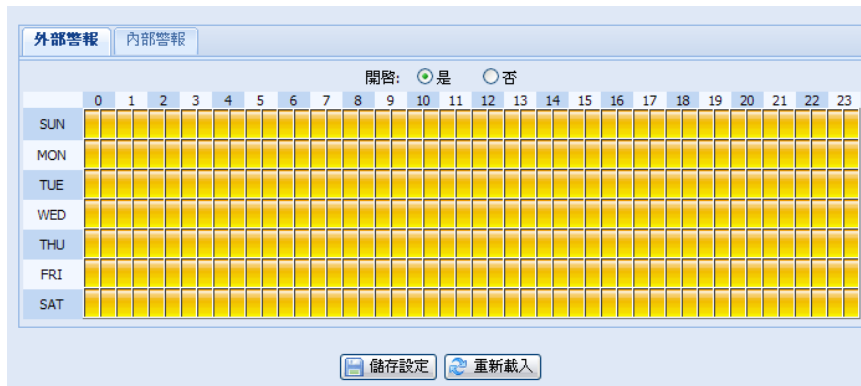 外部警報 內部警報
開啓: 是 否
0 1 2 3 4 5 6 7 8 9 10 11 12 13 14 15 16 17 18 19 20 21 22 23
SUN
MON
TUE
WED
THU
FRI
SAT
儲存設定 重新載入